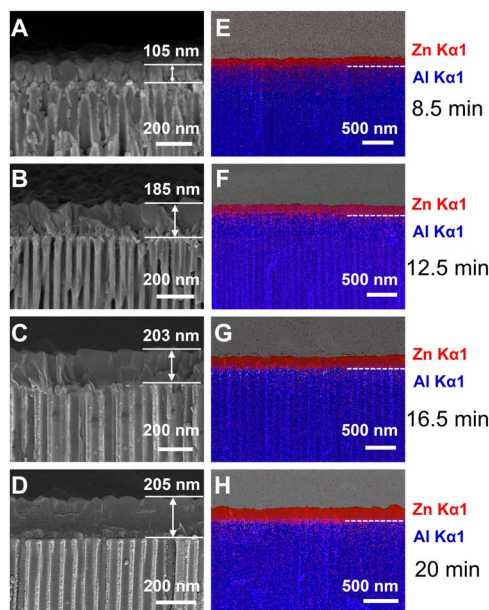 A
105 nm
200 nm
E
500 nm
Zn Kα1
Al Kα1
8.5 min
B
185 nm
200 nm
F
500 nm
Zn Kα1
Al Kα1
12.5 min
C
203 nm
200 nm
G
500 nm
Zn Kα1
Al Kα1
16.5 min
D
205 nm
200 nm
H
500 nm
Zn Kα1
Al Kα1
20 min